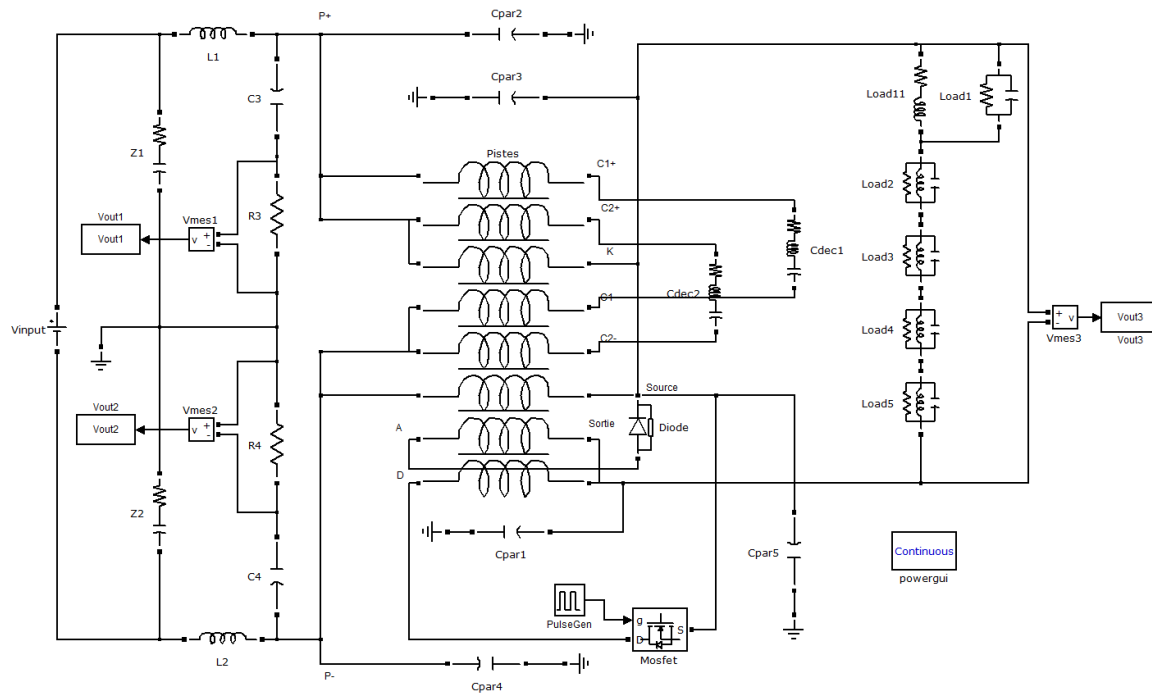 P+
Cpar2
L1
Cpar3
C3
Load11
Load1
Z1
Pistes
C1+
Load2
Vout1
Vout1
Vmes1
v
+
-
R3
C2+
K
Cdec1
Load3
C1-
Cdec2
Vinput
+
+
-
v
Vmes3
Vout3
Vout3
Load4
C2-
Source
Load5
Vout2
Vout2
Vmes2
v
+
-
R4
A
Sortie
Diode
D
Z2
Cpar1
Cpar5
Continuous
powergui
C4
PulseGen
g
D
S
Mosfet
L2
P-
Cpar4